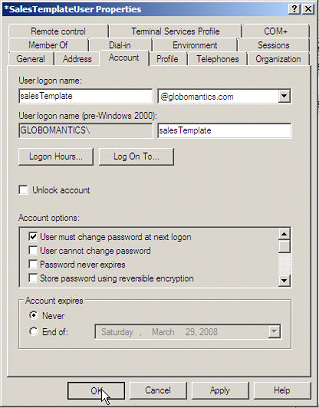 *SalesTemplateUser Properties
Remote control Terminal Services Profile COM+
Member Of Dial-in Environment Sessions
General Address Account Profile Telephones Organization
User logon name:
salesTemplate @globomantics.com
User logon name (pre-Windows 2000):
GLOBOMANTICS\ salesTemplate
Logon Hours... Log On To...
Unlock account
Account options:
User must change password at next logon
User cannot change password
Password never expires
Store password using reversible encryption
Account expires
Never
End of: Saturday , March 29, 2008
OK Cancel Apply Help